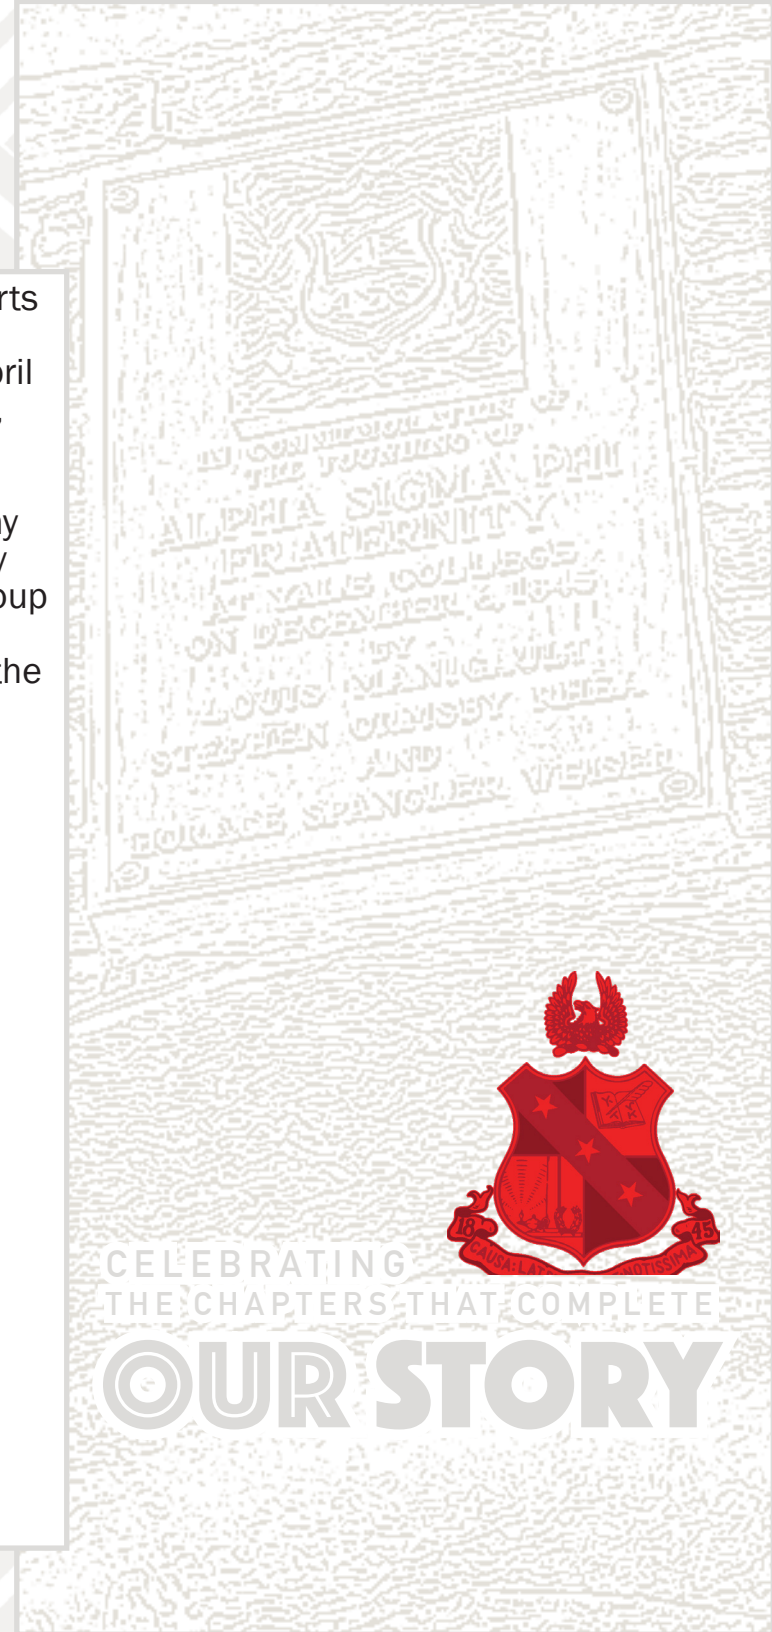 rts
pril
ny
y
oup
the
IN COMMEMORATION OF
THE FOUNDING OF
ALPHA SIGMA PHI
FRATERNITY
AT YALE COLLEGE
ON DECEMBER 6, 1845
BY
LOUIS MANIGAULT
STEPHEN ORMSBY RHEA
AND
HORACE SPANGLER WEISER
18
45
CAUSA: NOTISSIMA
CELEBRATING
THE CHAPTERS THAT COMPLETE
OUR STORY